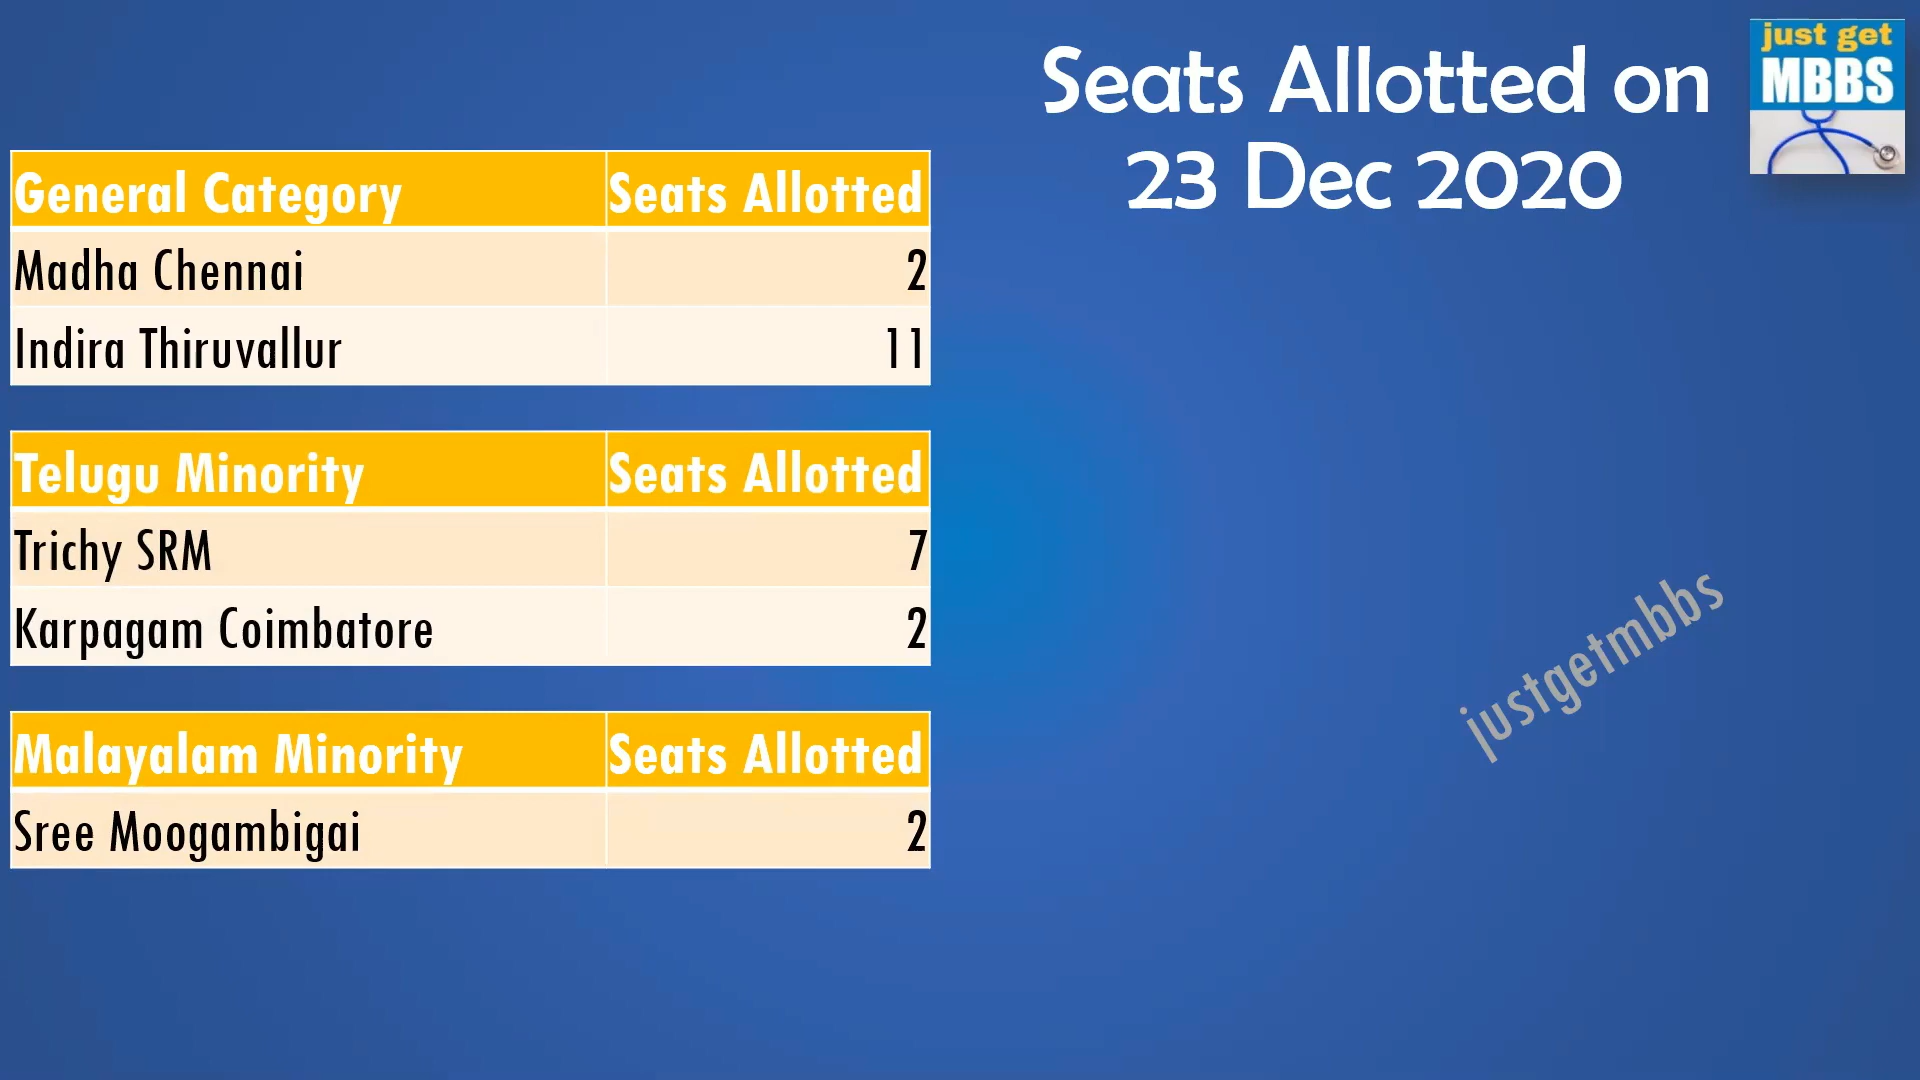 Seats Allotted on
23 Dec 2020
just get
MBBS
General Category Seats Allotted
Madha Chennai 2
Indira Thiruvallur 11
Telugu Minority Seats Allotted
Trichy SRM 7
Karpagam Coimbatore 2
Malayalam Minority Seats Allotted
Sree Moogambigai 2
justgetmbbs